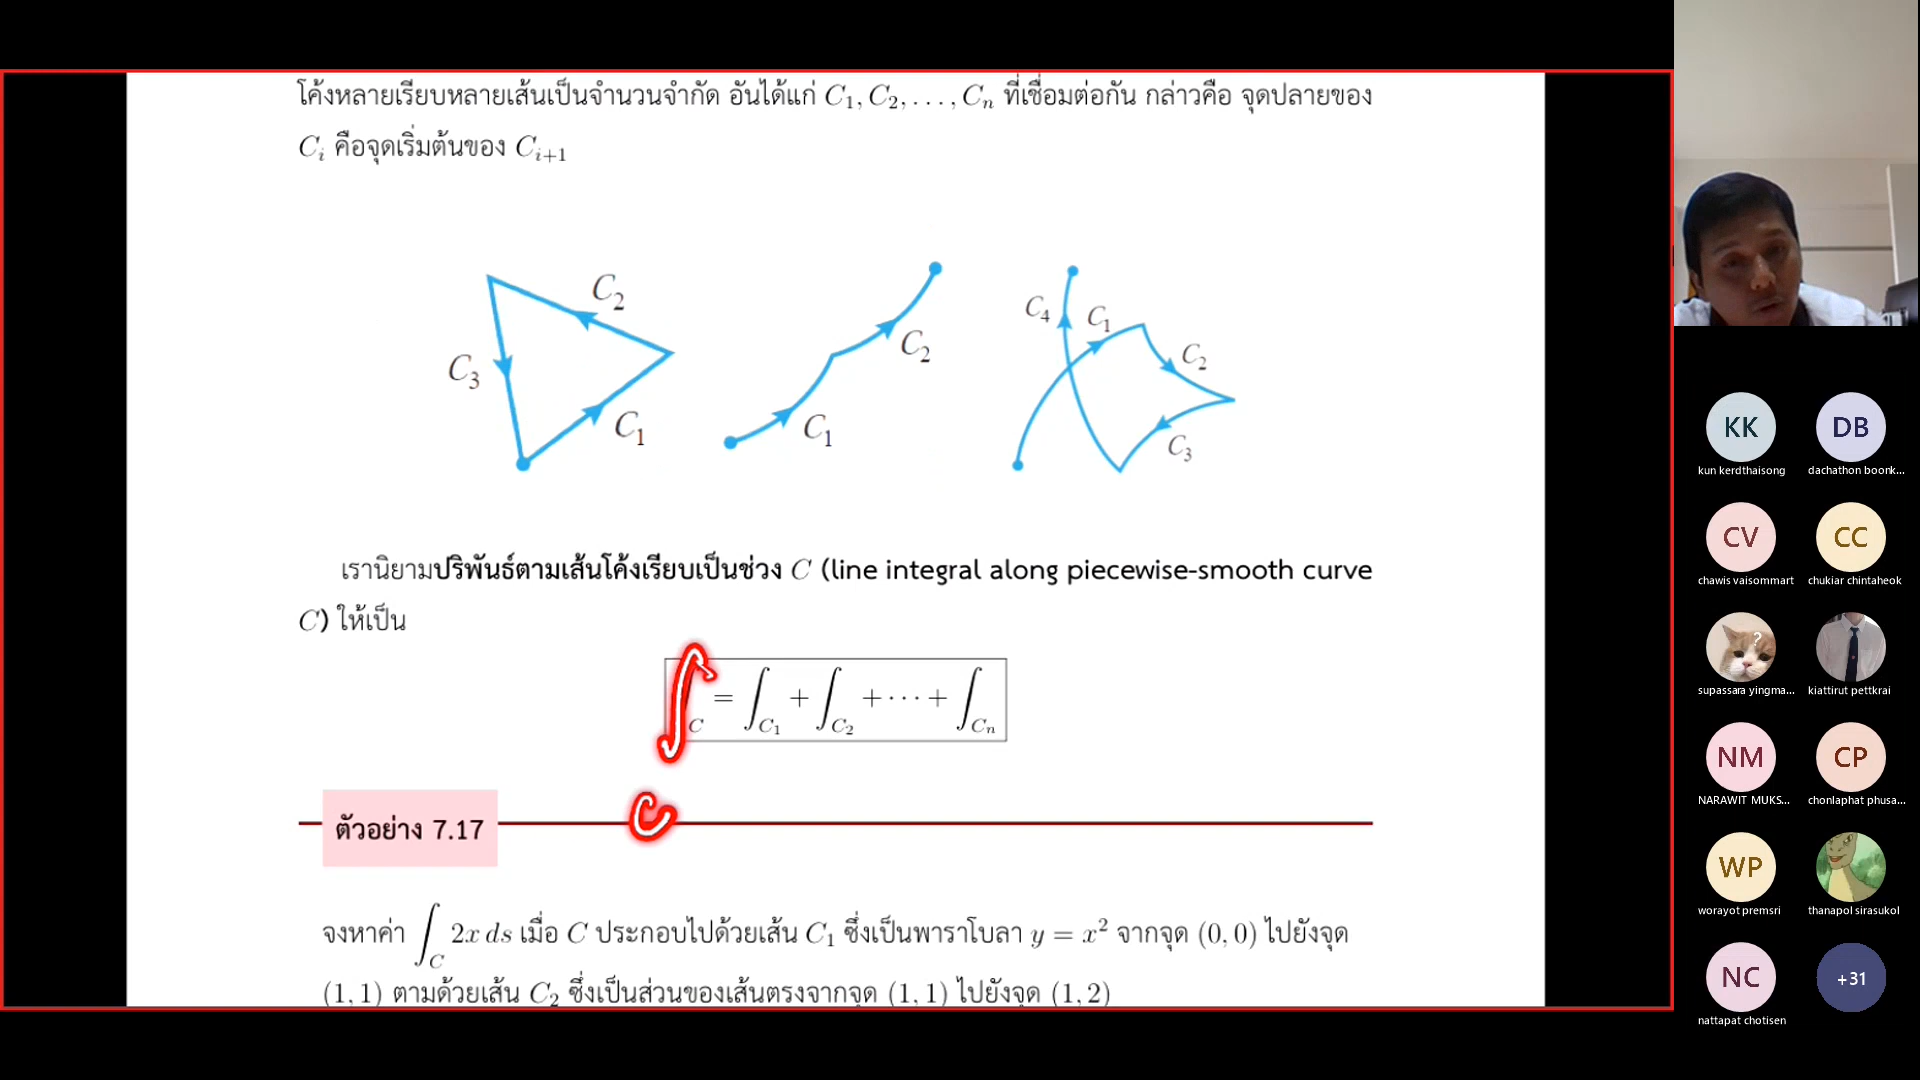 โค้งหลายเรียบหลายเส้นเป็นจำนวนจำกัด อันได้แก่ C₁, C₂, . . . , Cₙ ที่เชื่อมต่อกัน กล่าวคือ จุดปลายของ
Cᵢ คือจุดเริ่มต้นของ Cᵢ₊₁
C₂
C₃
C₁
C₂
C₁
C₄
C₁
C₂
C₃
เรานิยามปริพันธ์ตามเส้นโค้งเรียบเป็นช่วง C (line integral along piecewise-smooth curve
C) ให้เป็น
∫_C = ∫_C₁ + ∫_C₂ + · · · + ∫_Cₙ
C
ตัวอย่าง 7.17
จงหาค่า ∫_C 2x ds เมื่อ C ประกอบไปด้วยเส้น C₁ ซึ่งเป็นพาราโบลา y = x² จากจุด (0, 0) ไปยังจุด
(1, 1) ตามด้วยเส้น C₂ ซึ่งเป็นส่วนของเส้นตรงจากจุด (1, 1) ไปยังจุด (1, 2)
KK
kun kerdthaisong
DB
dachathon boonk...
CV
chawis vaisommart
CC
chukiar chintaheok
?
supassara yingma...
kiattirut pettkrai
NM
NARAWIT MUKS...
CP
chonlaphat phusa...
WP
worayot premsri
thanapol sirasukol
NC
nattapat chotisen
+31